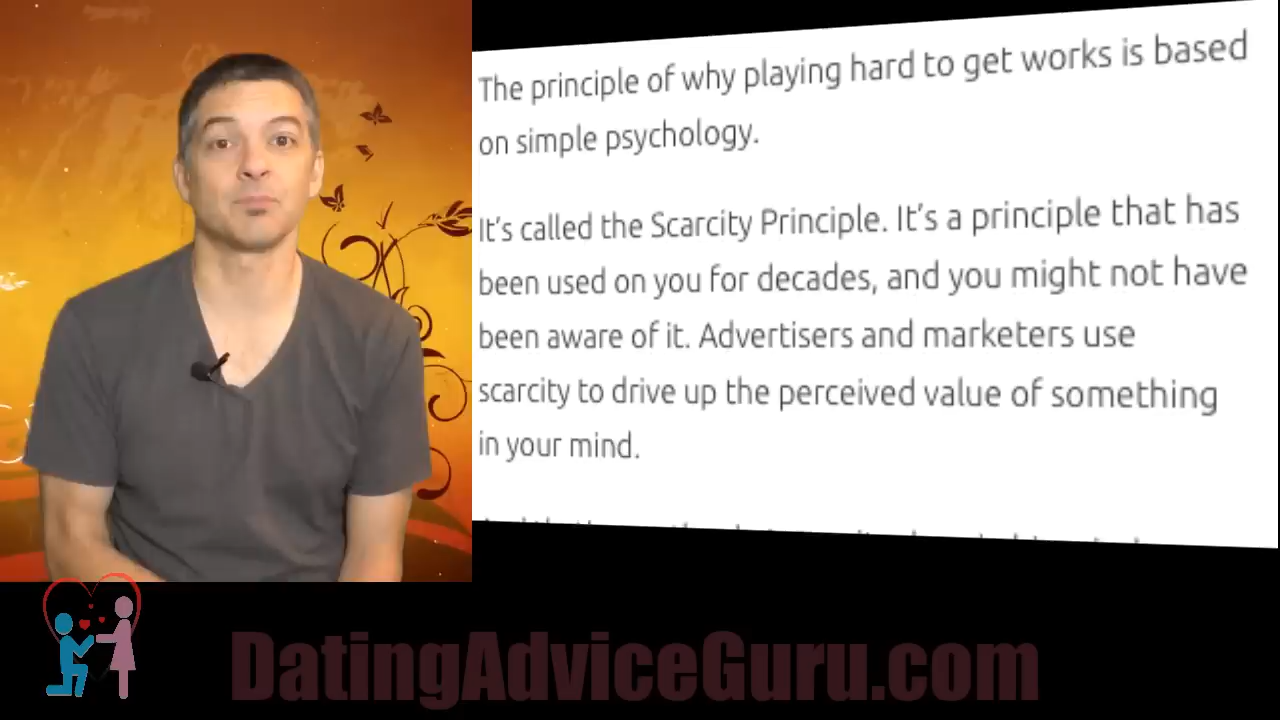 The principle of why playing hard to get works is based
on simple psychology.
It's called the Scarcity Principle. It's a principle that has
been used on you for decades, and you might not have
been aware of it. Advertisers and marketers use
scarcity to drive up the perceived value of something
in your mind.
DatingAdviceGuru.com